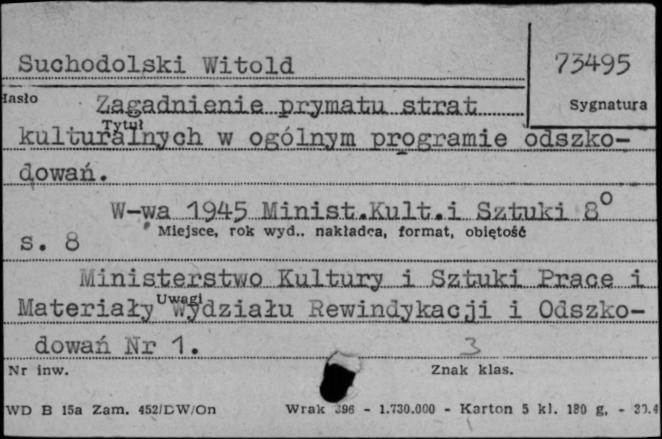 Suchodolski Witold
73495
Hasło
Sygnatura
Zagadnienie prymatu strat
Tytuł
kulturalnych w ogólnym programie odszko-
dowań.
W-wa 1945 Minist.Kult.i Sztuki 8°
Miejsce, rok wyd., nakładca, format, objętość
s. 8
Ministerstwo Kultury i Sztuki Prace i
Uwagi
Materiały Wydziału Rewindykacji i Odszko-
dowań Nr 1.
3
Nr inw.
Znak klas.
WD B 15a Zam. 452/DW/On
Wrak 396 - 1.730.000 - Karton 5 kl. 180 g, -